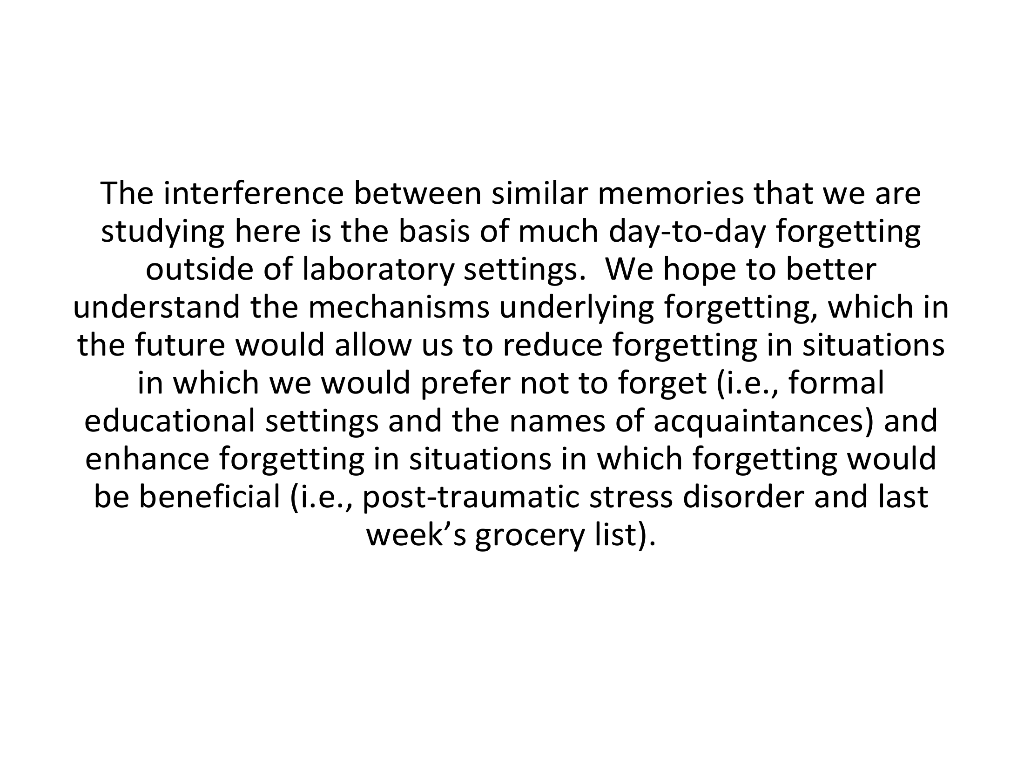 The interference between similar memories that we are
studying here is the basis of much day-to-day forgetting
outside of laboratory settings.  We hope to better
understand the mechanisms underlying forgetting, which in
the future would allow us to reduce forgetting in situations
in which we would prefer not to forget (i.e., formal
educational settings and the names of acquaintances) and
enhance forgetting in situations in which forgetting would
be beneficial (i.e., post-traumatic stress disorder and last
week’s grocery list).